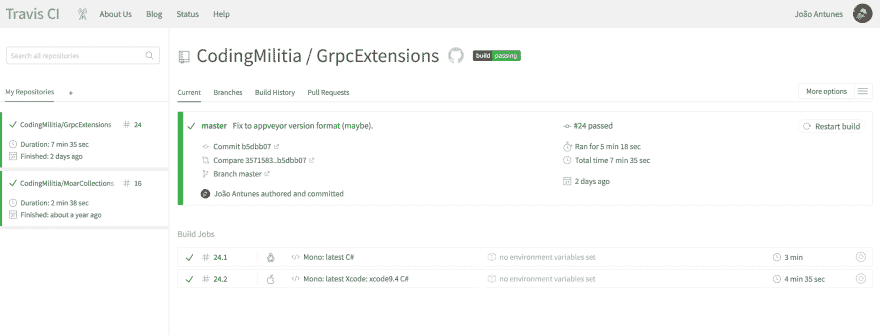 Travis CI About Us Blog Status Help João Antunes
Search all repositories
CodingMilitia / GrpcExtensions build passing
My Repositories +
Current Branches Build History Pull Requests More options
CodingMilitia/GrpcExtensions # 24
Duration: 7 min 35 sec
Finished: 2 days ago
CodingMilitia/MoarCollections # 16
Duration: 2 min 38 sec
Finished: about a year ago
master Fix to appveyor version format (maybe). #24 passed Restart build
Commit b5dbb07 Ran for 5 min 18 sec
Compare 3571583..b5dbb07 Total time 7 min 35 sec
Branch master 2 days ago
João Antunes authored and committed
Build Jobs
# 24.1 </> Mono: latest C# no environment variables set 3 min
# 24.2 </> Mono: latest Xcode: xcode9.4 C# no environment variables set 4 min 35 sec